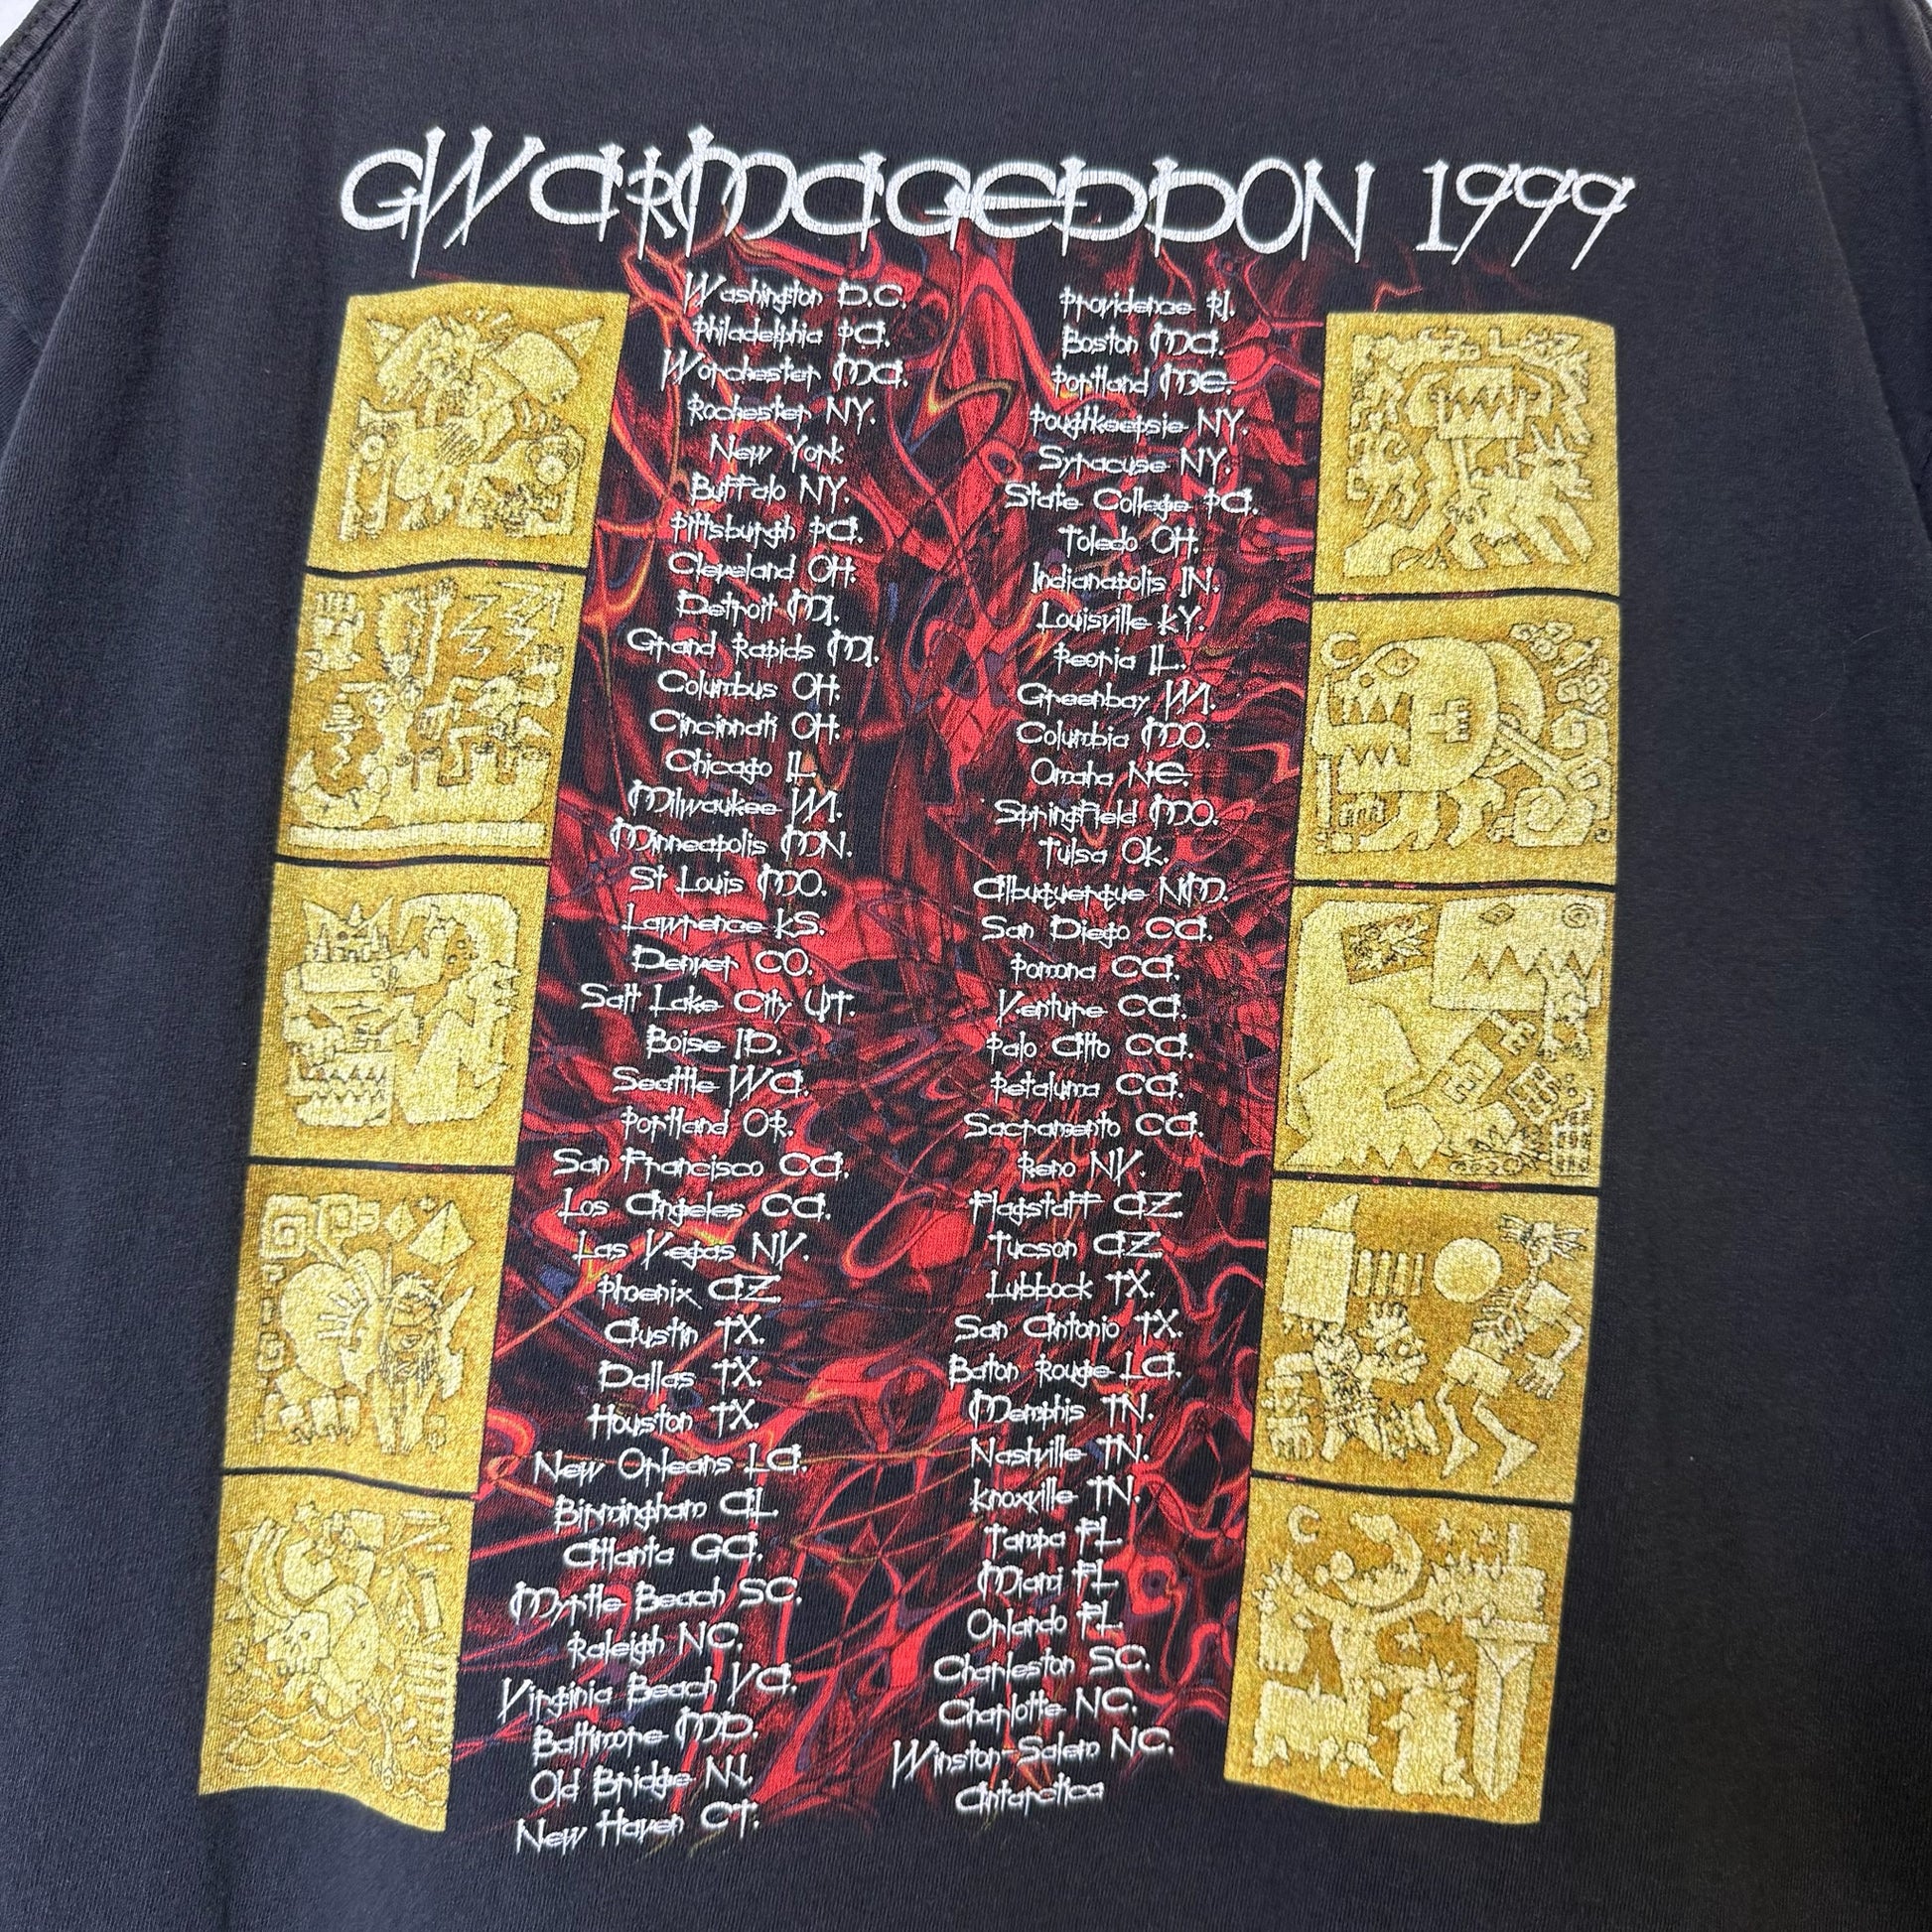 GWARMAGEDDON 1999
Washington D.C.
Philadelphia PA.
Worchester MA.
Rochester NY.
New York
Buffalo NY.
Pittsburgh PA.
Cleveland OH.
Detroit MI.
Grand Rapids MI.
Columbus OH.
Cincinnati OH.
Chicago IL.
Milwaukee WI.
Minneapolis MN.
St Louis MO.
Lawrence KS.
Denver CO.
Salt Lake City UT.
Boise ID.
Seattle WA.
Portland OR.
San Francisco CA.
Los Angeles CA.
Las Vegas NV.
Phoenix AZ
Austin TX.
Dallas TX.
Houston TX.
New Orleans LA.
Birmingham AL
Atlanta GA.
Myrtle Beach SC.
Raleigh NC.
Virginia Beach VA.
Baltimore MD.
Old Bridge NJ.
New Haven CT.
Providence RI.
Boston MA.
Portland ME.
Poughkeepsie NY.
Syracuse NY.
State College PA.
Toledo OH.
Indianapolis IN.
Louisville KY.
Peoria IL.
Greenbay WI.
Columbia MO.
Omaha NE.
Springfield MO.
Tulsa Ok.
Albuquerque NM.
San Diego CA.
Pomona CA.
Venture CA.
Palo Alto CA.
Petaluma CA.
Sacramento CA.
Reno NV.
Flagstaff AZ
Tucson AZ
Lubbock TX.
San Antonio TX.
Baton Rouge LA.
Memphis TN.
Nashville TN.
Knoxville TN.
Tampa FL
Miami FL
Orlando FL
Charleston SC.
Charlotte NC.
Winston-Salem NC.
Antarctica